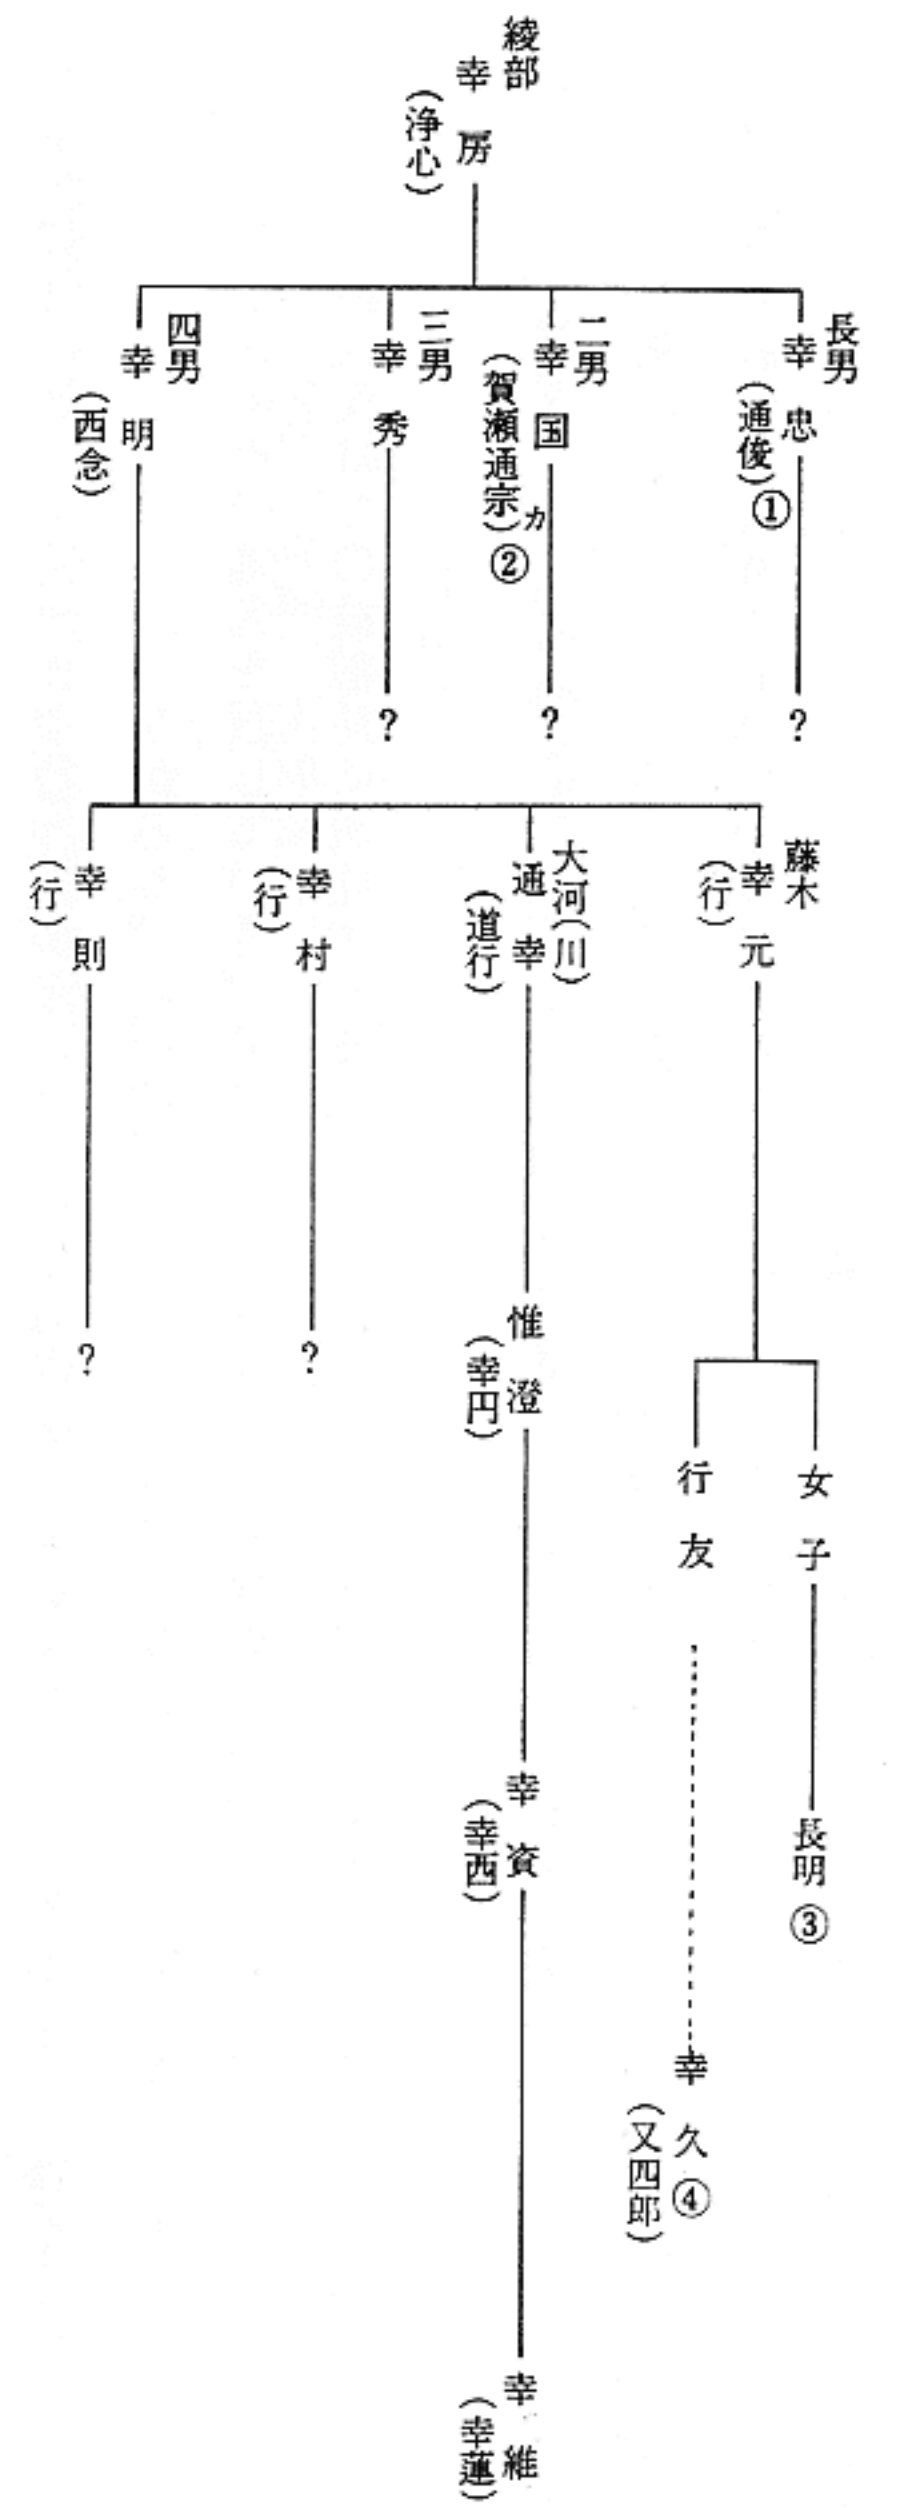 綾部
幸房
(浄心)
長男
幸忠
(通俊)①
二男
幸国
(賀瀬通宗)カ②
三男
幸秀
四男
幸明
(西念)
?
?
?
藤木
幸元
(行)
大河(川)
通幸
(道行)
幸村
(行)
幸則
(行)
女子
行友
惟澄
(幸円)
?
?
長明③
幸資
(幸西)
幸久④
(又四郎)
幸維
(幸蓮)